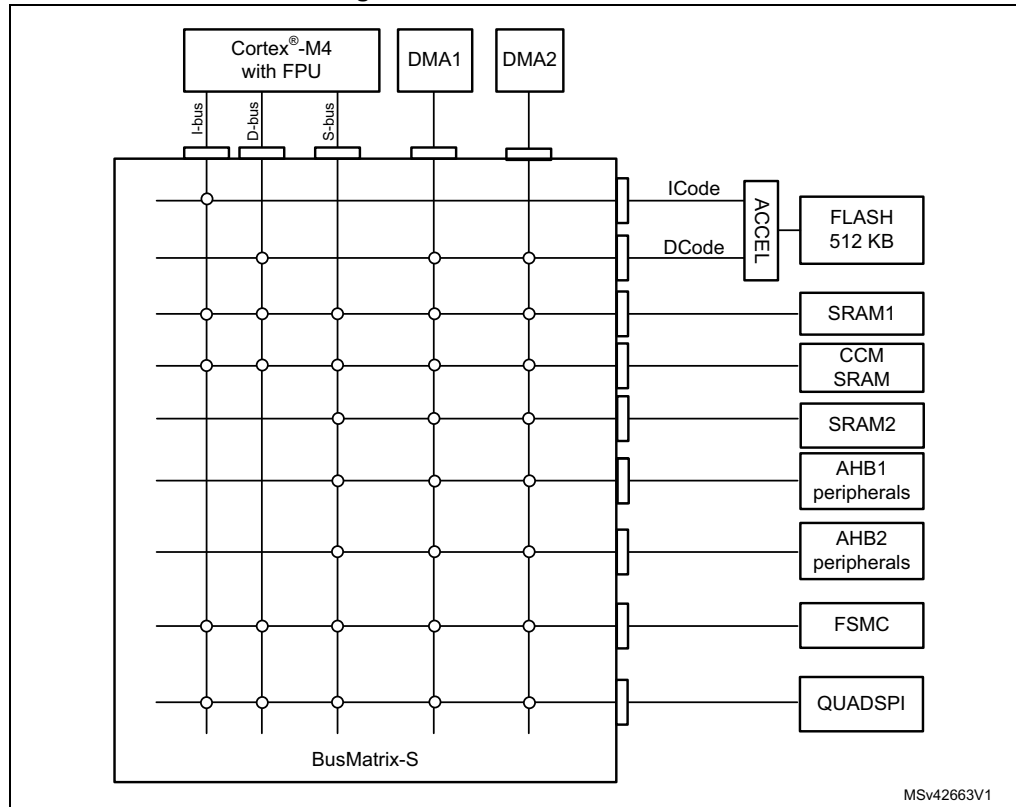 Cortex®-M4
with FPU
DMA1
DMA2
I-bus
D-bus
S-bus
ICode
DCode
ACCEL
FLASH
512 KB
SRAM1
CCM
SRAM
SRAM2
AHB1
peripherals
AHB2
peripherals
FSMC
QUADSPI
BusMatrix-S
MSv42663V1